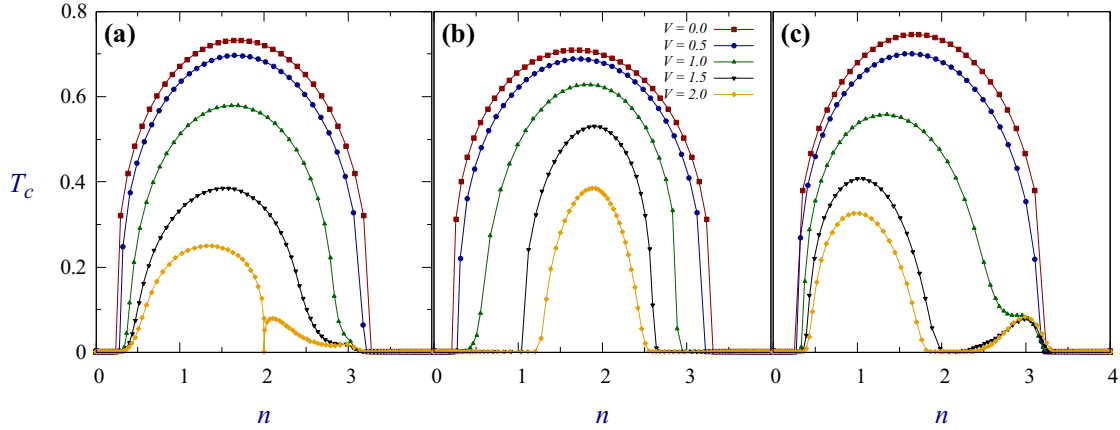 (a) (b) (c)
V = 0.0
V = 0.5
V = 1.0
V = 1.5
V = 2.0
0.8
0.6
0.4
0.2
0
T_c
0 1 2 3 0 1 2 3 0 1 2 3 4
n n n